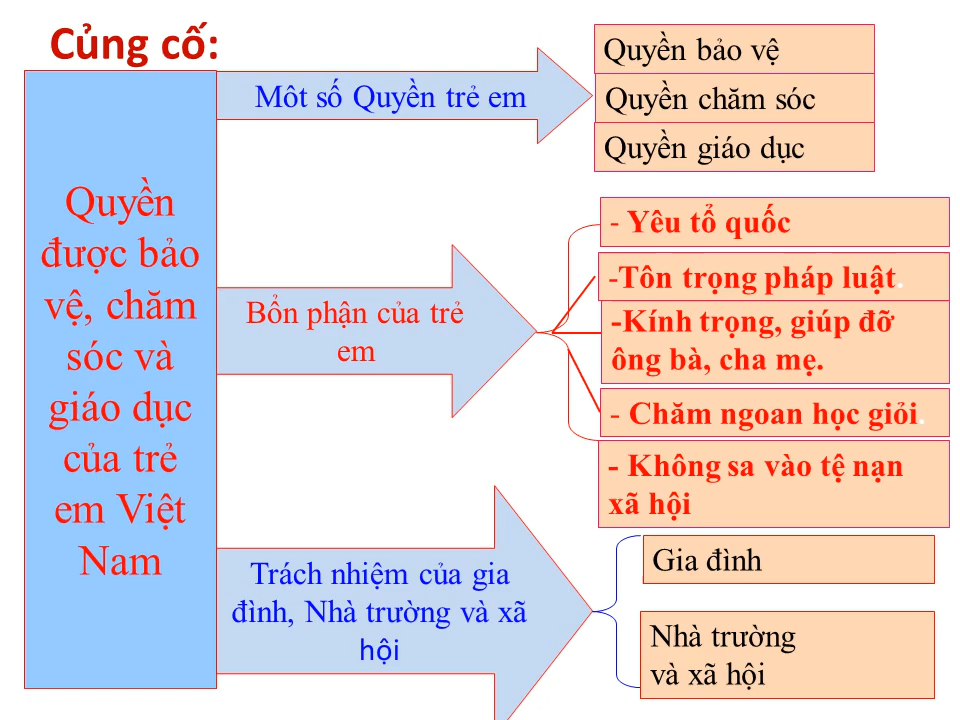 Củng cố:
Quyền
được bảo
vệ, chăm
sóc và
giáo dục
của trẻ
em Việt
Nam
Môt số Quyền trẻ em
Quyền bảo vệ
Quyền chăm sóc
Quyền giáo dục
Bổn phận của trẻ
em
- Yêu tổ quốc
-Tôn trọng pháp luật.
-Kính trọng, giúp đỡ
ông bà, cha mẹ.
- Chăm ngoan học giỏi.
- Không sa vào tệ nạn
xã hội
Trách nhiệm của gia
đình, Nhà trường và xã
hội
Gia đình
Nhà trường
và xã hội